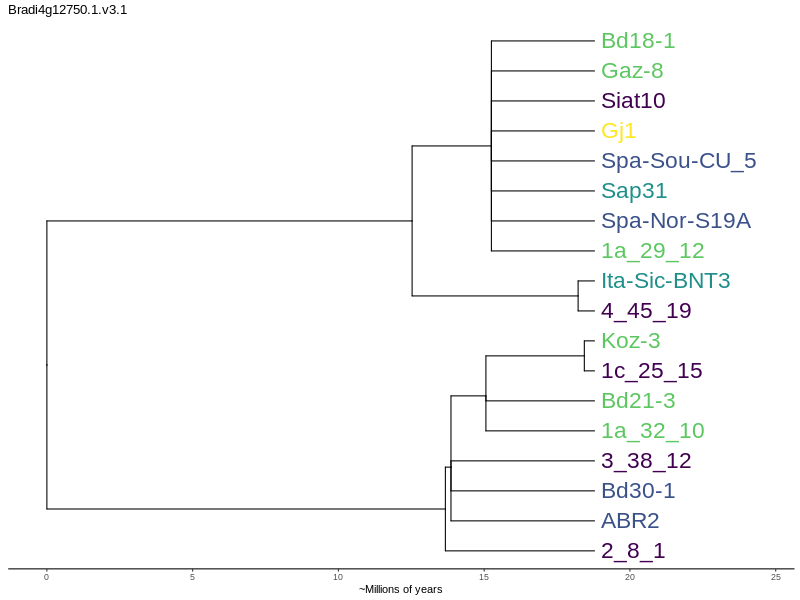 Bradi4g12750.1.v3.1
Bd18-1
Gaz-8
Siat10
Gj1
Spa-Sou-CU_5
Sap31
Spa-Nor-S19A
1a_29_12
Ita-Sic-BNT3
4_45_19
Koz-3
1c_25_15
Bd21-3
1a_32_10
3_38_12
Bd30-1
ABR2
2_8_1
0 5 10 15 20 25
~Millions of years